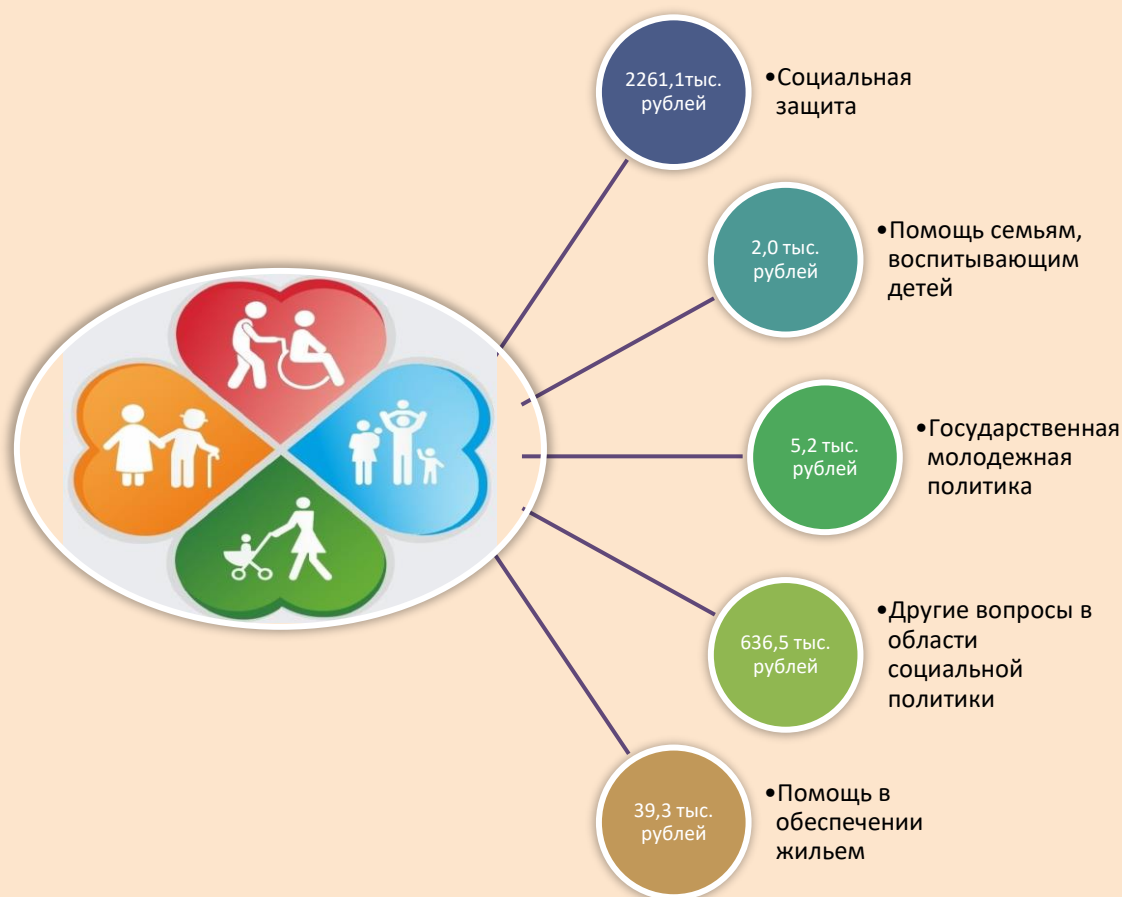 2261,1тыс.
рублей
•Социальная
защита
2,0 тыс.
рублей
•Помощь семьям,
воспитывающим
детей
5,2 тыс.
рублей
•Государственная
молодежная
политика
636,5 тыс.
рублей
•Другие вопросы в
области
социальной
политики
39,3 тыс.
рублей
•Помощь в
обеспечении
жильем